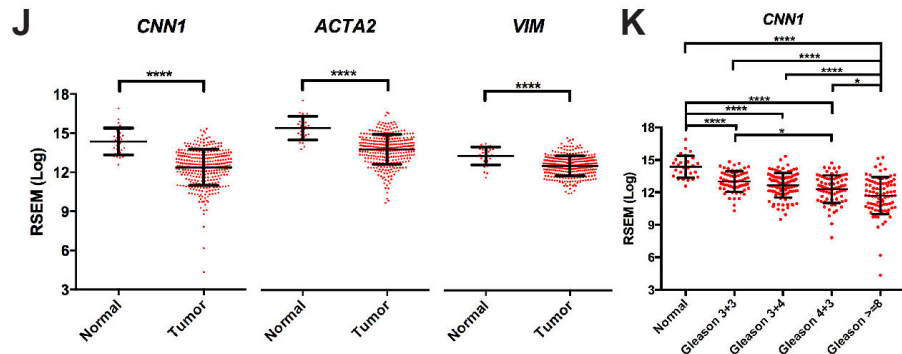 J
CNN1 ACTA2 VIM
**** **** ****
RSEM (Log)
18
15
12
9
6
3
Normal Tumor Normal Tumor Normal Tumor
K
CNN1
****
****
****
*
****
****
****
*
RSEM (Log)
18
15
12
9
6
3
Normal Gleason 3+3 Gleason 3+4 Gleason 4+3 Gleason >=8